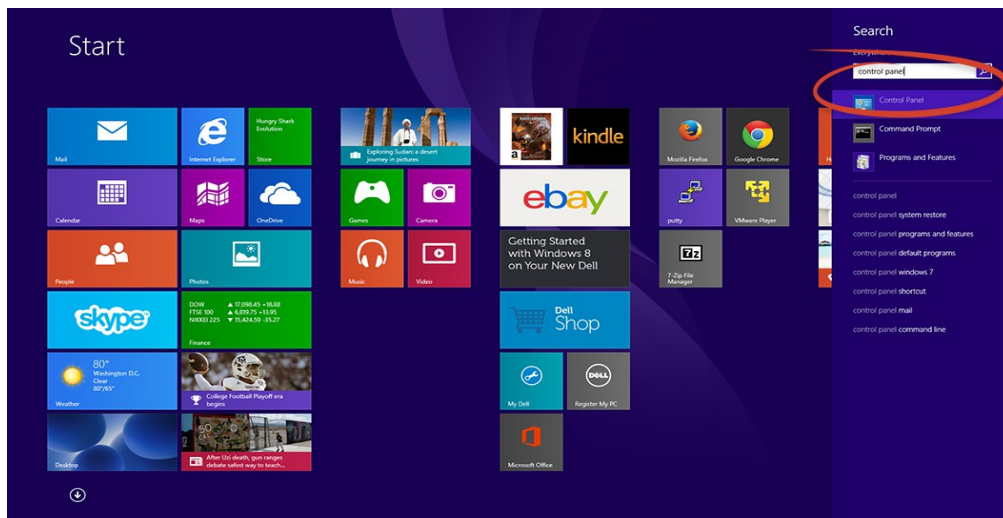 Start
Mail
Internet Explorer
Hungry Shark
Evolution
Store
Calendar
Maps
OneDrive
People
Photos
skype
DOW ▲ 17,098.45 +18.88
FTSE 100 ▲ 6,819.75 +13.95
NIKKEI 225 ▼ 15,424.59 -35.27
Finance
80°
Washington D.C.
Clear
80°/65°
Weather
College Football Playoff era
begins
Desktop
After Uzi death, gun ranges
debate safest way to teach...
Exploring Sudan: a desert
journey in pictures
Games
Camera
Music
Video
a
kindle
ebay
Getting Started
with Windows 8
on Your New Dell
Dell
Shop
My Dell
DELL
Register My PC
Microsoft Office
Mozilla Firefox
Google Chrome
putty
VMware Player
7z
7-Zip File
Manager
Search
Everywhere
control panel
Control Panel
Command Prompt
Programs and Features
control panel
control panel system restore
control panel programs and features
control panel default programs
control panel windows 7
control panel shortcut
control panel mail
control panel command line